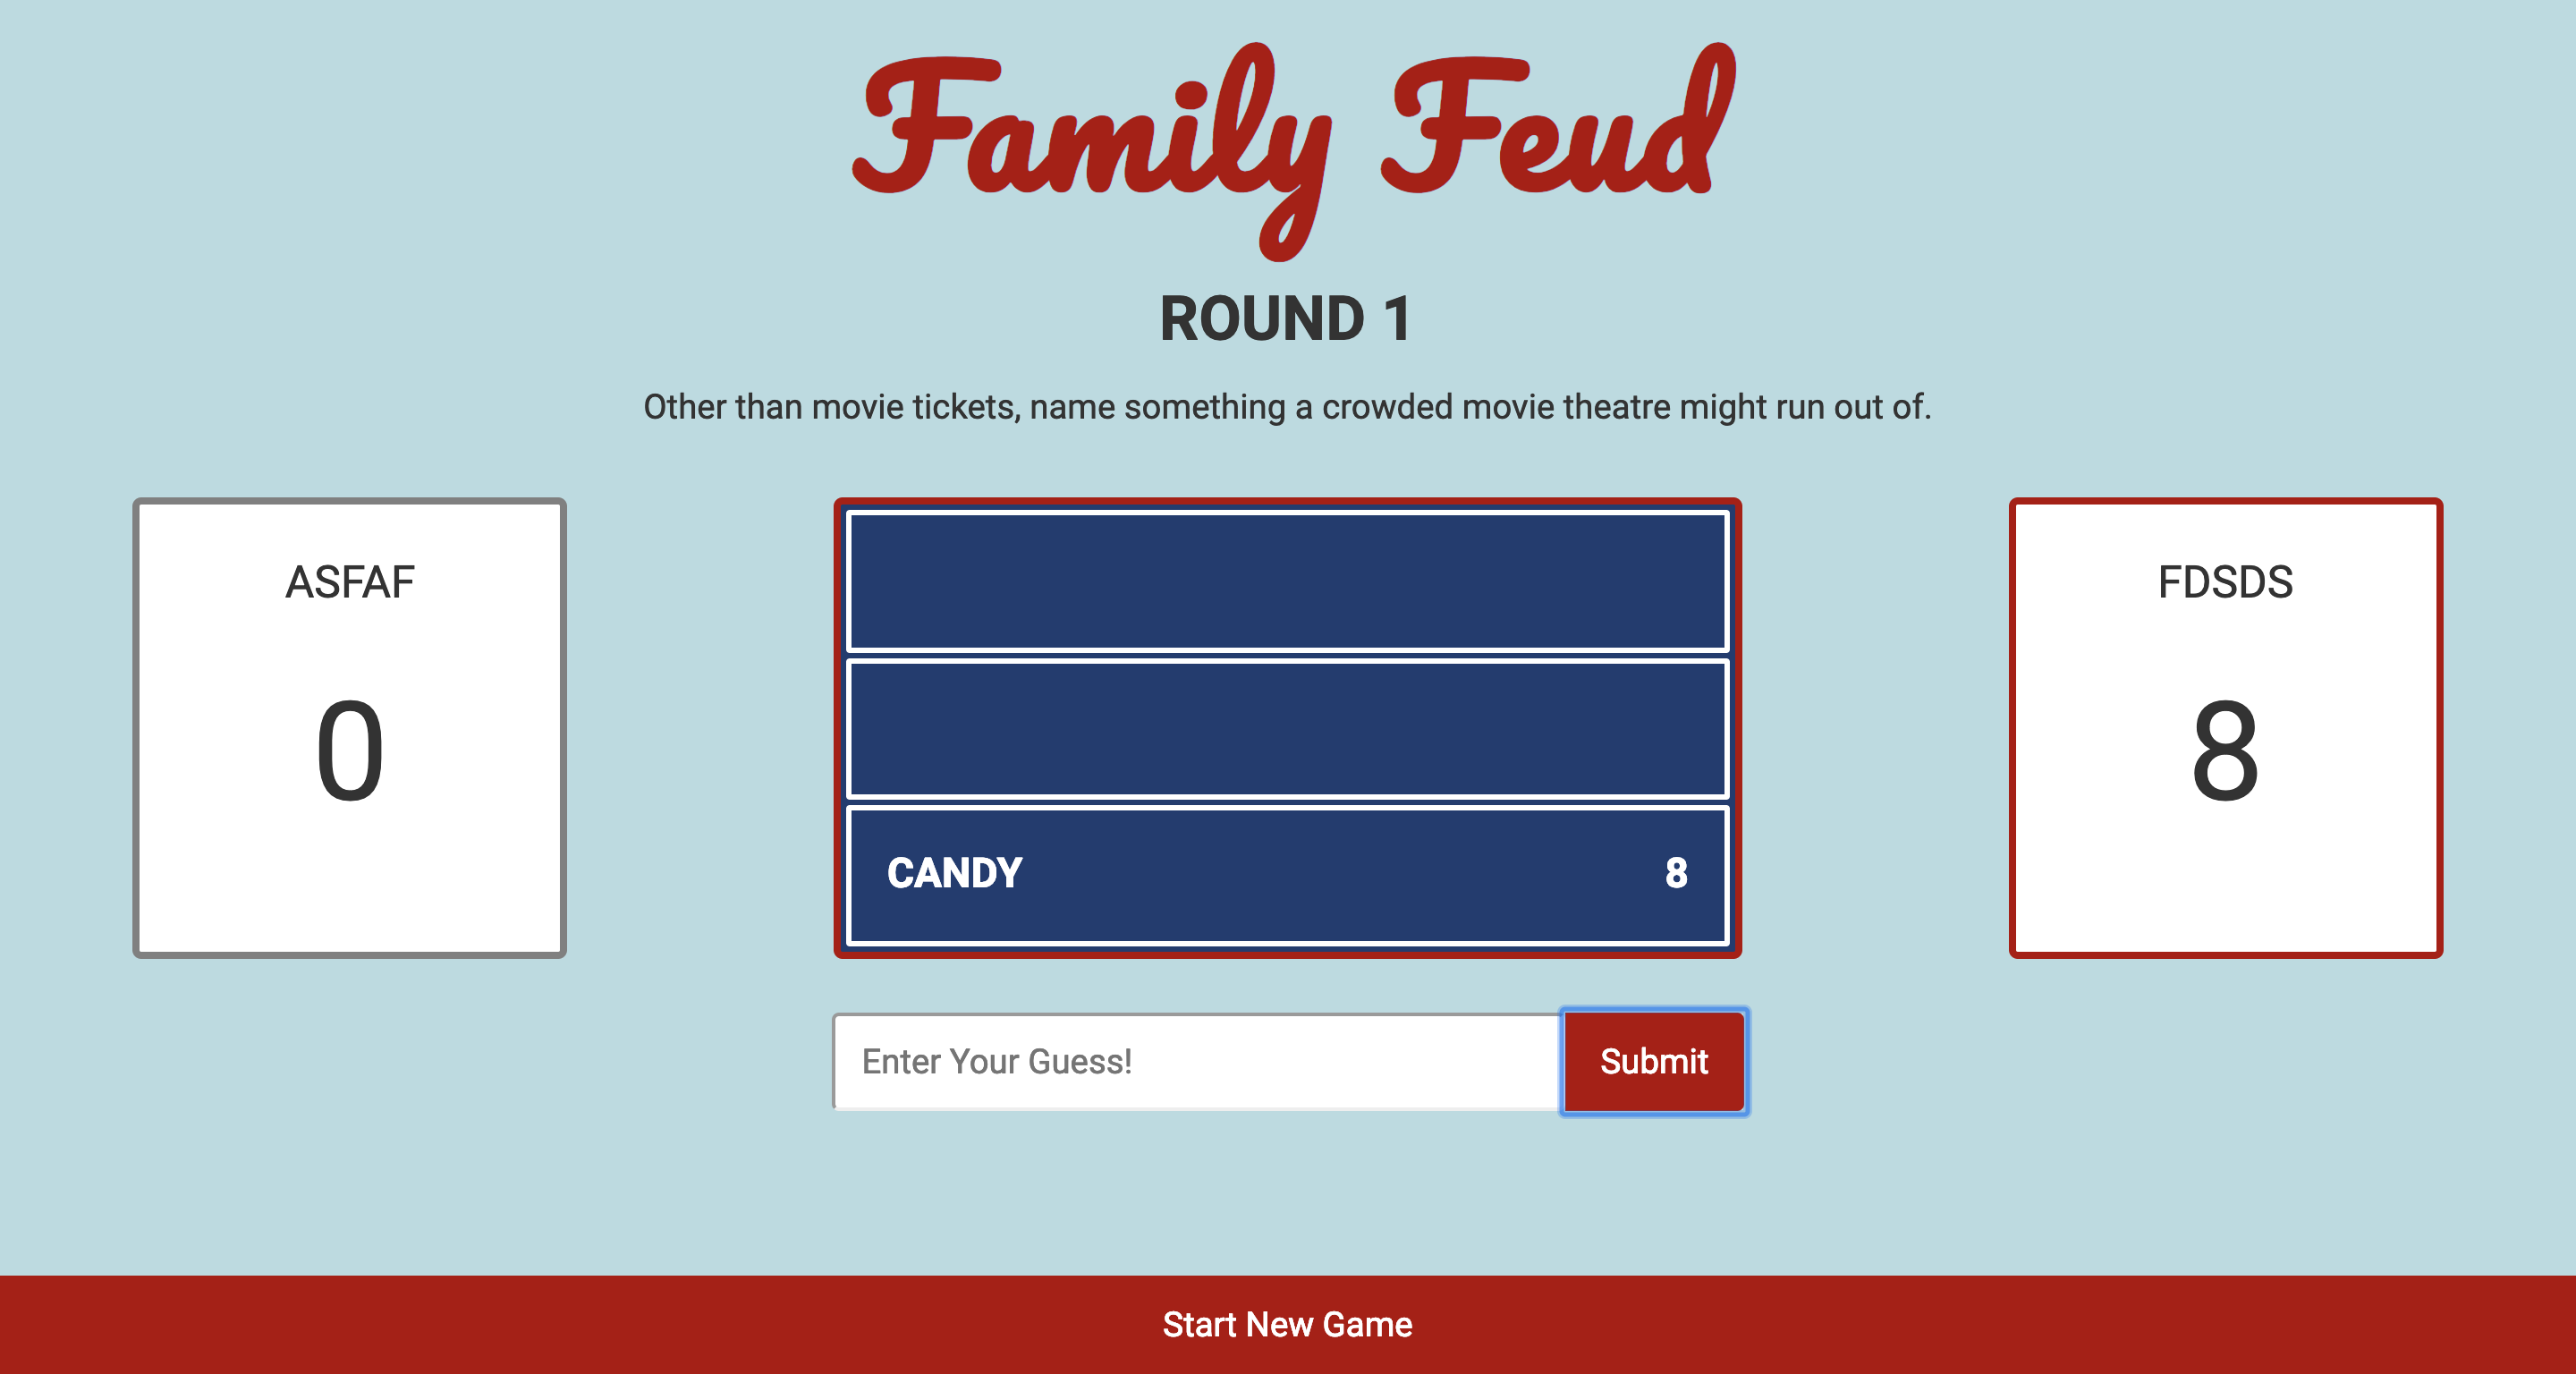 Family Feud
ROUND 1
Other than movie tickets, name something a crowded movie theatre might run out of.
ASFAF
0
CANDY 8
FDSDS
8
Enter Your Guess! Submit
Start New Game